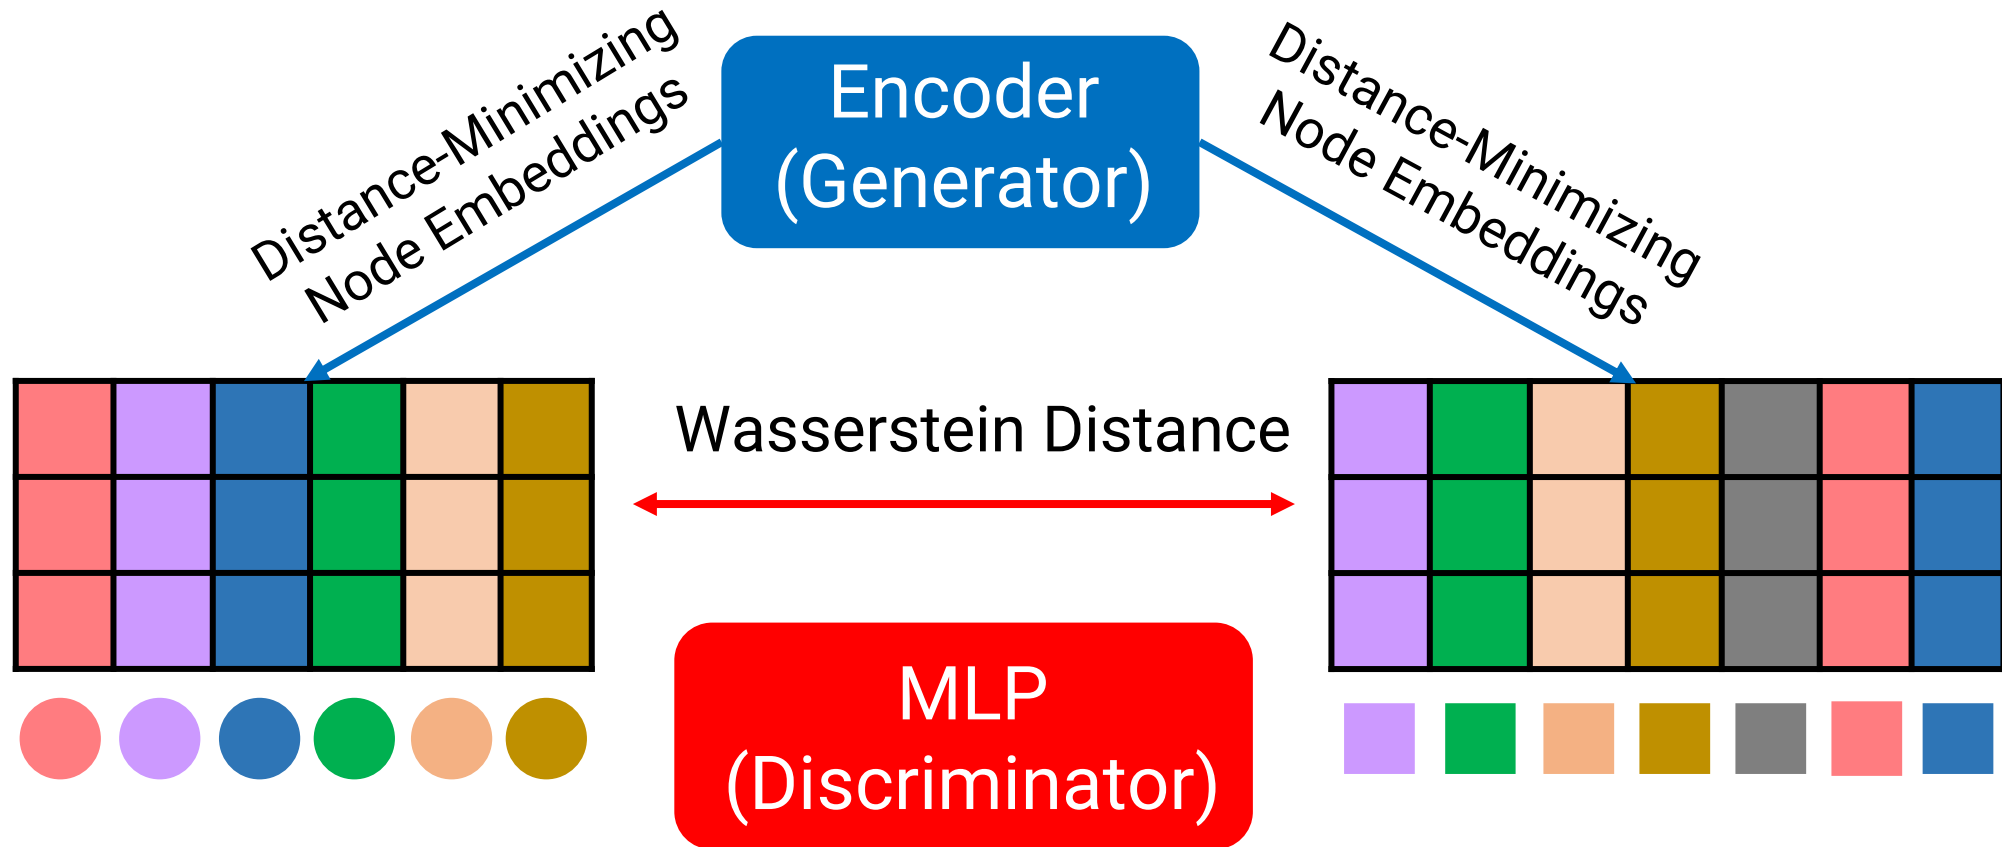 Distance-Minimizing
Node Embeddings
Encoder
(Generator)
Distance-Minimizing
Node Embeddings
Wasserstein Distance
MLP
(Discriminator)